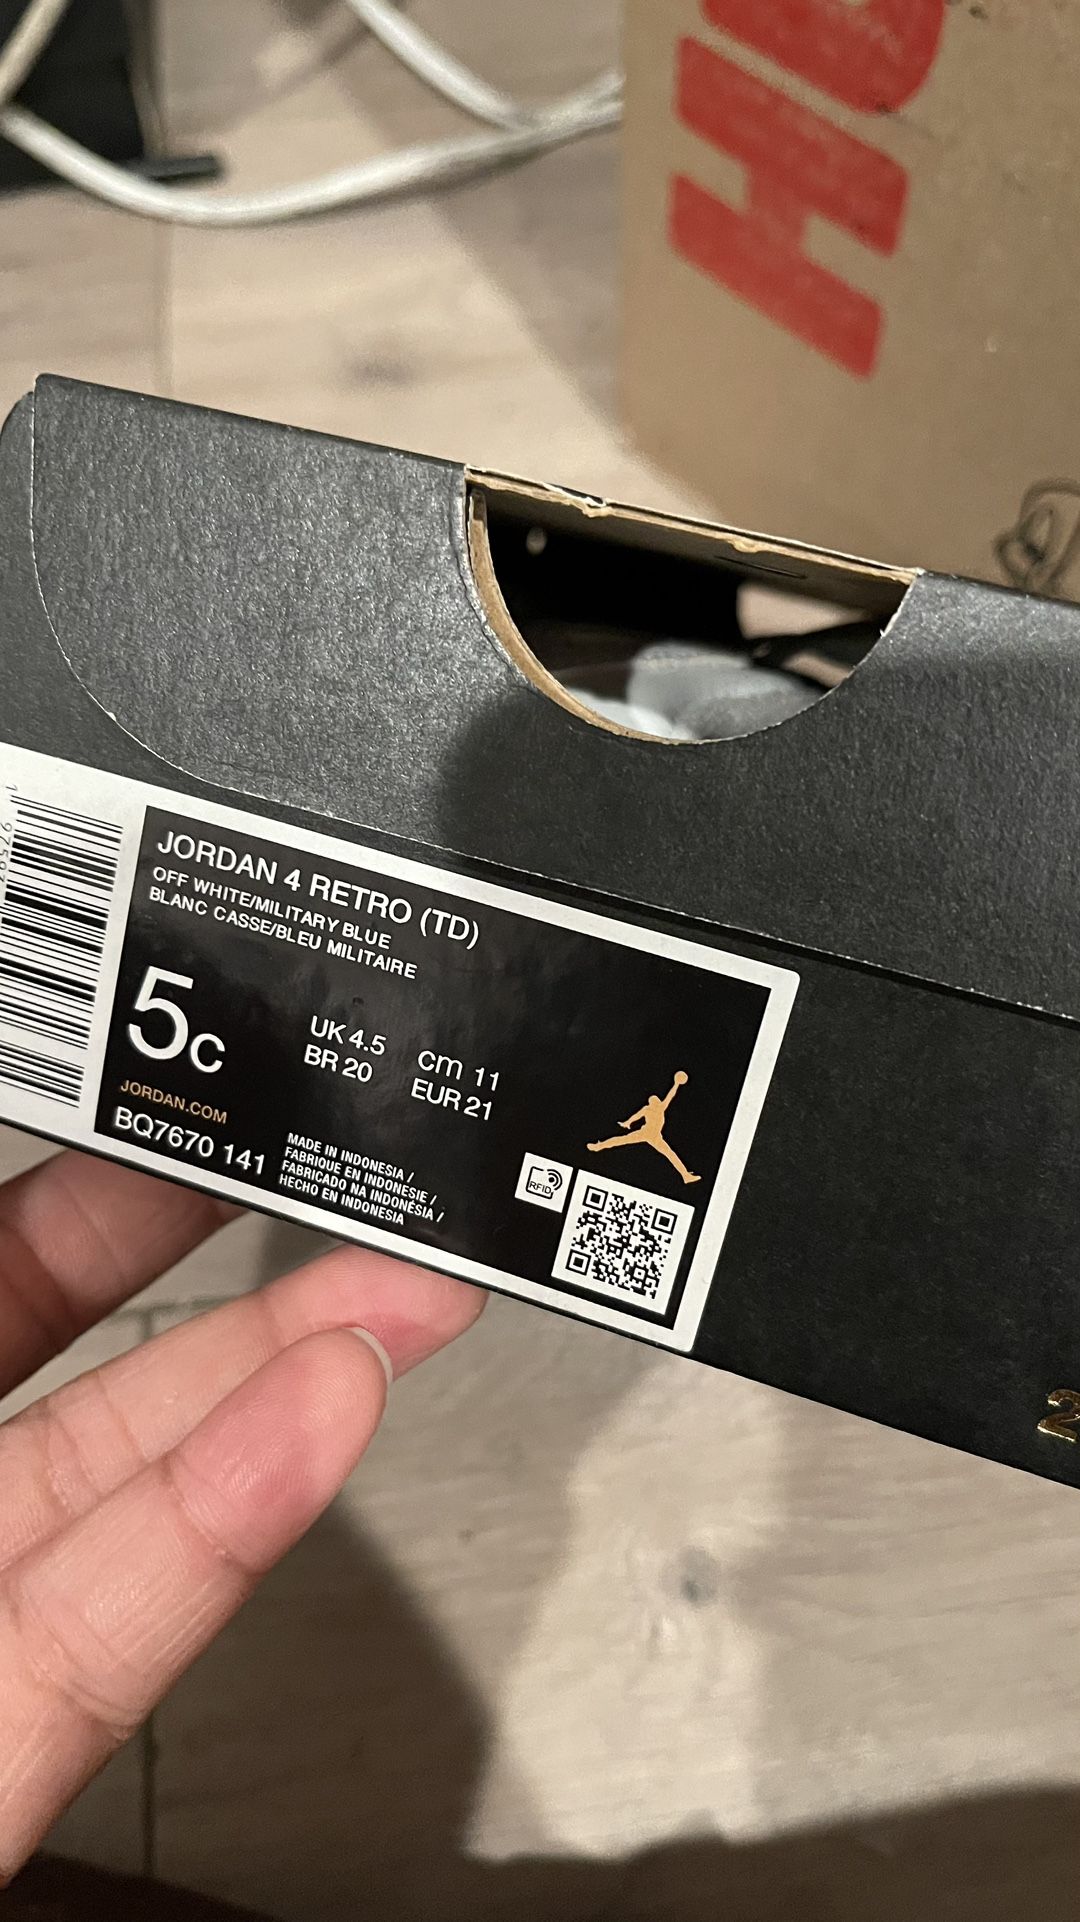 JORDAN 4 RETRO (TD)
OFF WHITE/MILITARY BLUE
BLANC CASSE/BLEU MILITAIRE
5c
UK 4.5 cm 11
BR 20 EUR 21
JORDAN.COM
BQ7670 141
MADE IN INDONESIA /
FABRIQUE EN INDONESIE /
FABRICADO NA INDONÉSIA /
HECHO EN INDONESIA
RFID